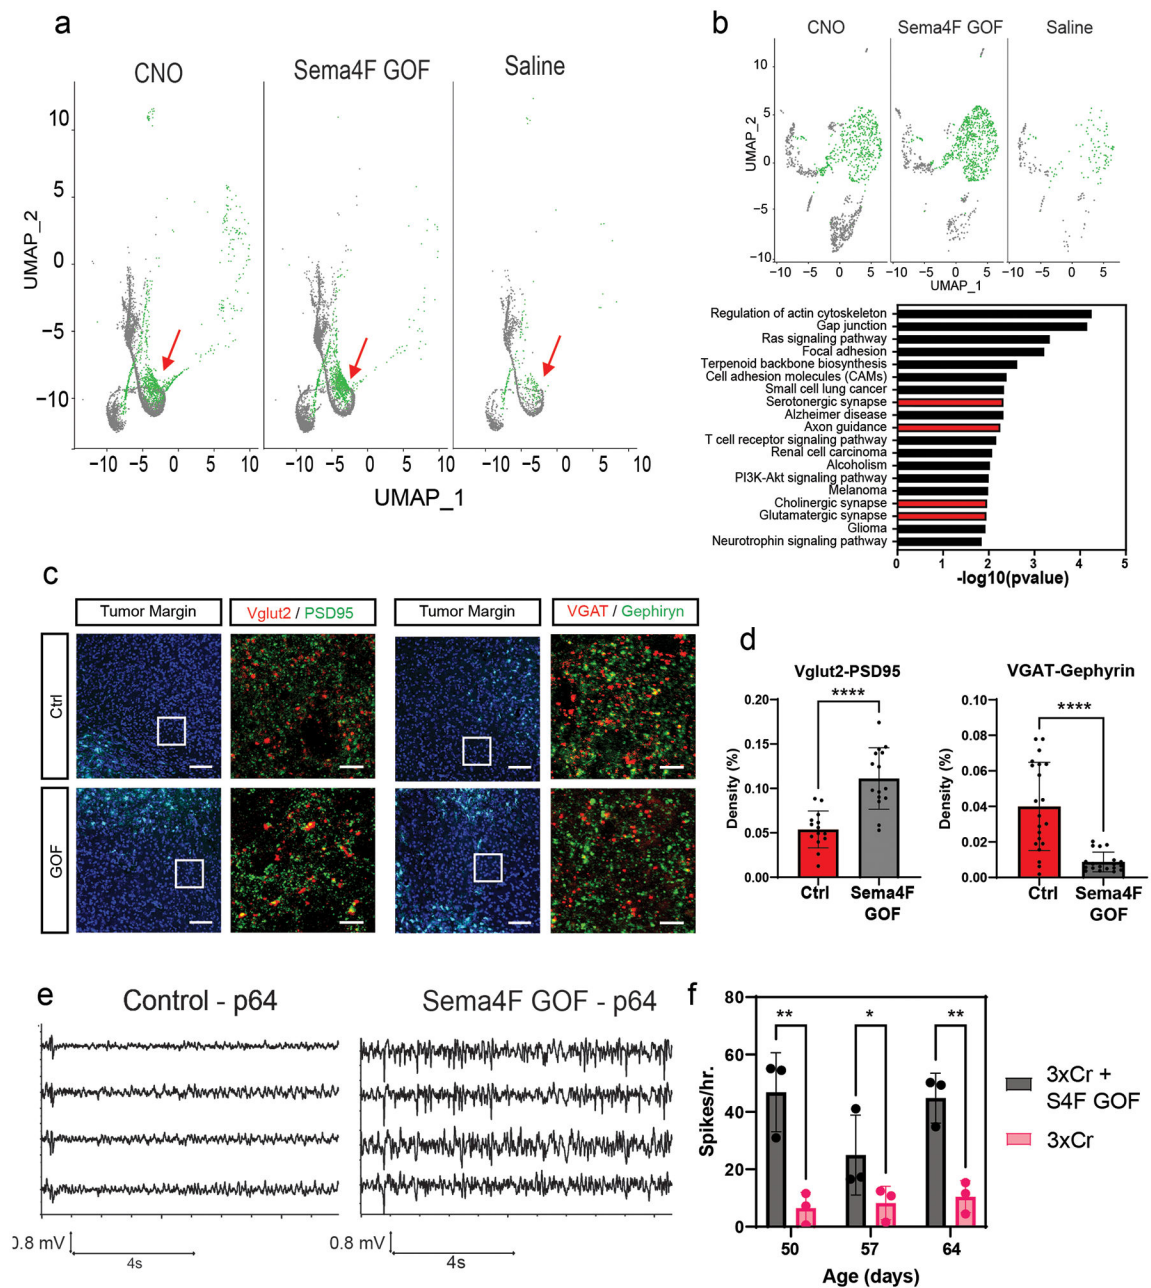 a
CNO
Sema4F GOF
Saline
UMAP_2
10
5
0
−5
−10
−10 −5 0 5 10
−10 −5 0 5 10
−10 −5 0 5 10
UMAP_1
b
CNO
Sema4F GOF
Saline
UMAP_2
10
5
0
−5
−10
−10 −5 0 5
−10 −5 0 5
−10 −5 0 5
UMAP_1
Regulation of actin cytoskeleton
Gap junction
Ras signaling pathway
Focal adhesion
Terpenoid backbone biosynthesis
Cell adhesion molecules (CAMs)
Small cell lung cancer
Serotonergic synapse
Alzheimer disease
Axon guidance
T cell receptor signaling pathway
Renal cell carcinoma
Alcoholism
PI3K-Akt signaling pathway
Melanoma
Cholinergic synapse
Glutamatergic synapse
Glioma
Neurotrophin signaling pathway
0 1 2 3 4 5
-log10(pvalue)
c
Tumor Margin
Vglut2 / PSD95
Tumor Margin
VGAT / Gephiryn
Ctrl
GOF
d
Vglut2-PSD95
****
Density (%)
0.20
0.15
0.10
0.05
0.00
Ctrl
Sema4F
GOF
VGAT-Gephyrin
****
Density (%)
0.10
0.08
0.06
0.04
0.02
0.00
Ctrl
Sema4F
GOF
e
Control - p64
Sema4F GOF - p64
0.8 mV
4s
0.8 mV
4s
f
Spikes/hr.
80
60
40
20
0
**
*
**
50 57 64
Age (days)
3xCr +
S4F GOF
3xCr